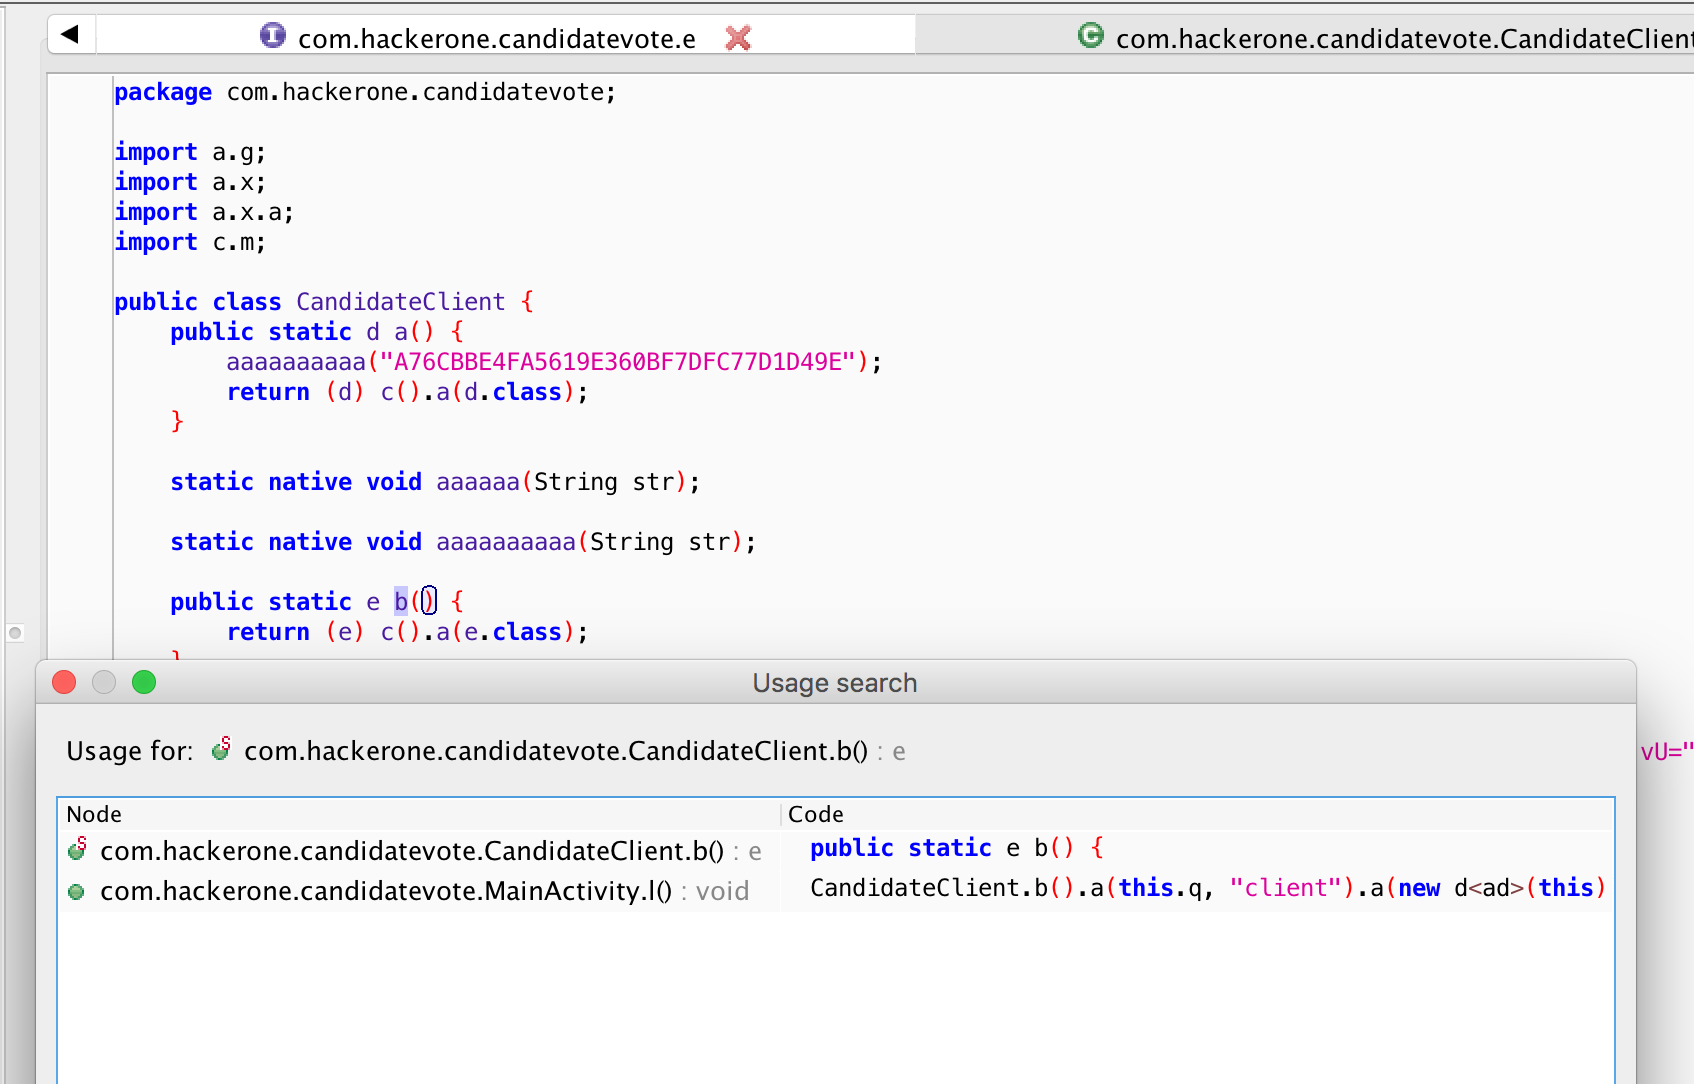 com.hackerone.candidatevote.e
com.hackerone.candidatevote.CandidateClient
package com.hackerone.candidatevote;
import a.g;
import a.x;
import a.x.a;
import c.m;
public class CandidateClient {
public static d a() {
aaaaaaaaaa("A76CBBE4FA5619E360BF7DFC77D1D49E");
return (d) c().a(d.class);
}
static native void aaaaaa(String str);
static native void aaaaaaaaaa(String str);
public static e b() {
return (e) c().a(e.class);
}
Usage search
Usage for: com.hackerone.candidatevote.CandidateClient.b() : e
vU="
Node Code
com.hackerone.candidatevote.CandidateClient.b() : e public static e b() {
com.hackerone.candidatevote.MainActivity.l() : void CandidateClient.b().a(this.q, "client").a(new d<ad>(this)